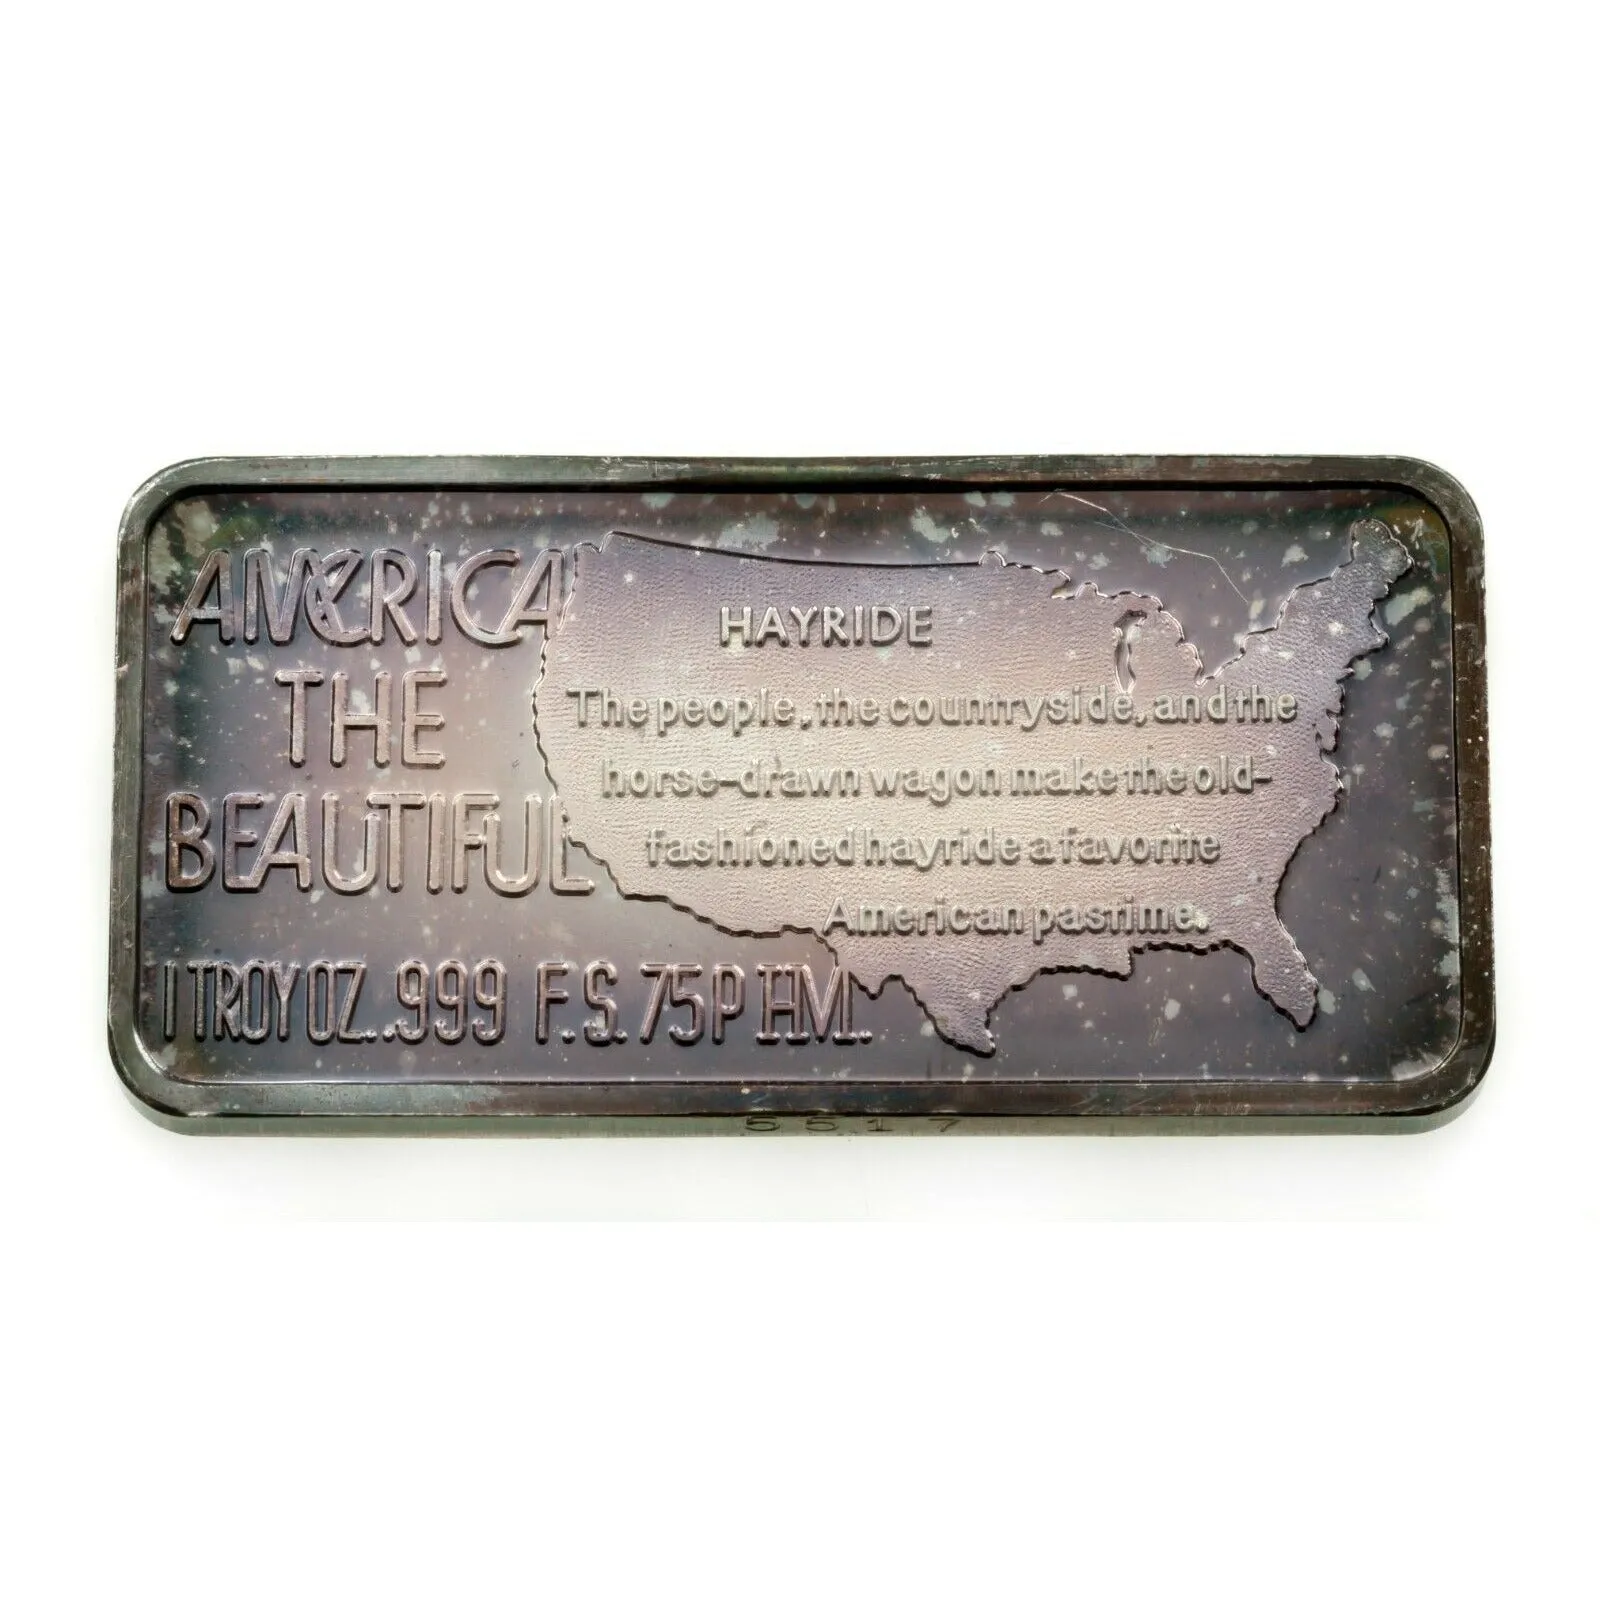 AMERICA
THE
BEAUTIFUL
1 TROY OZ. .999 F.S. 75P HM.
HAYRIDE
The people, the countryside, and the
horse-drawn wagon make the old-
fashioned hayride a favorite
American pastime.
5517